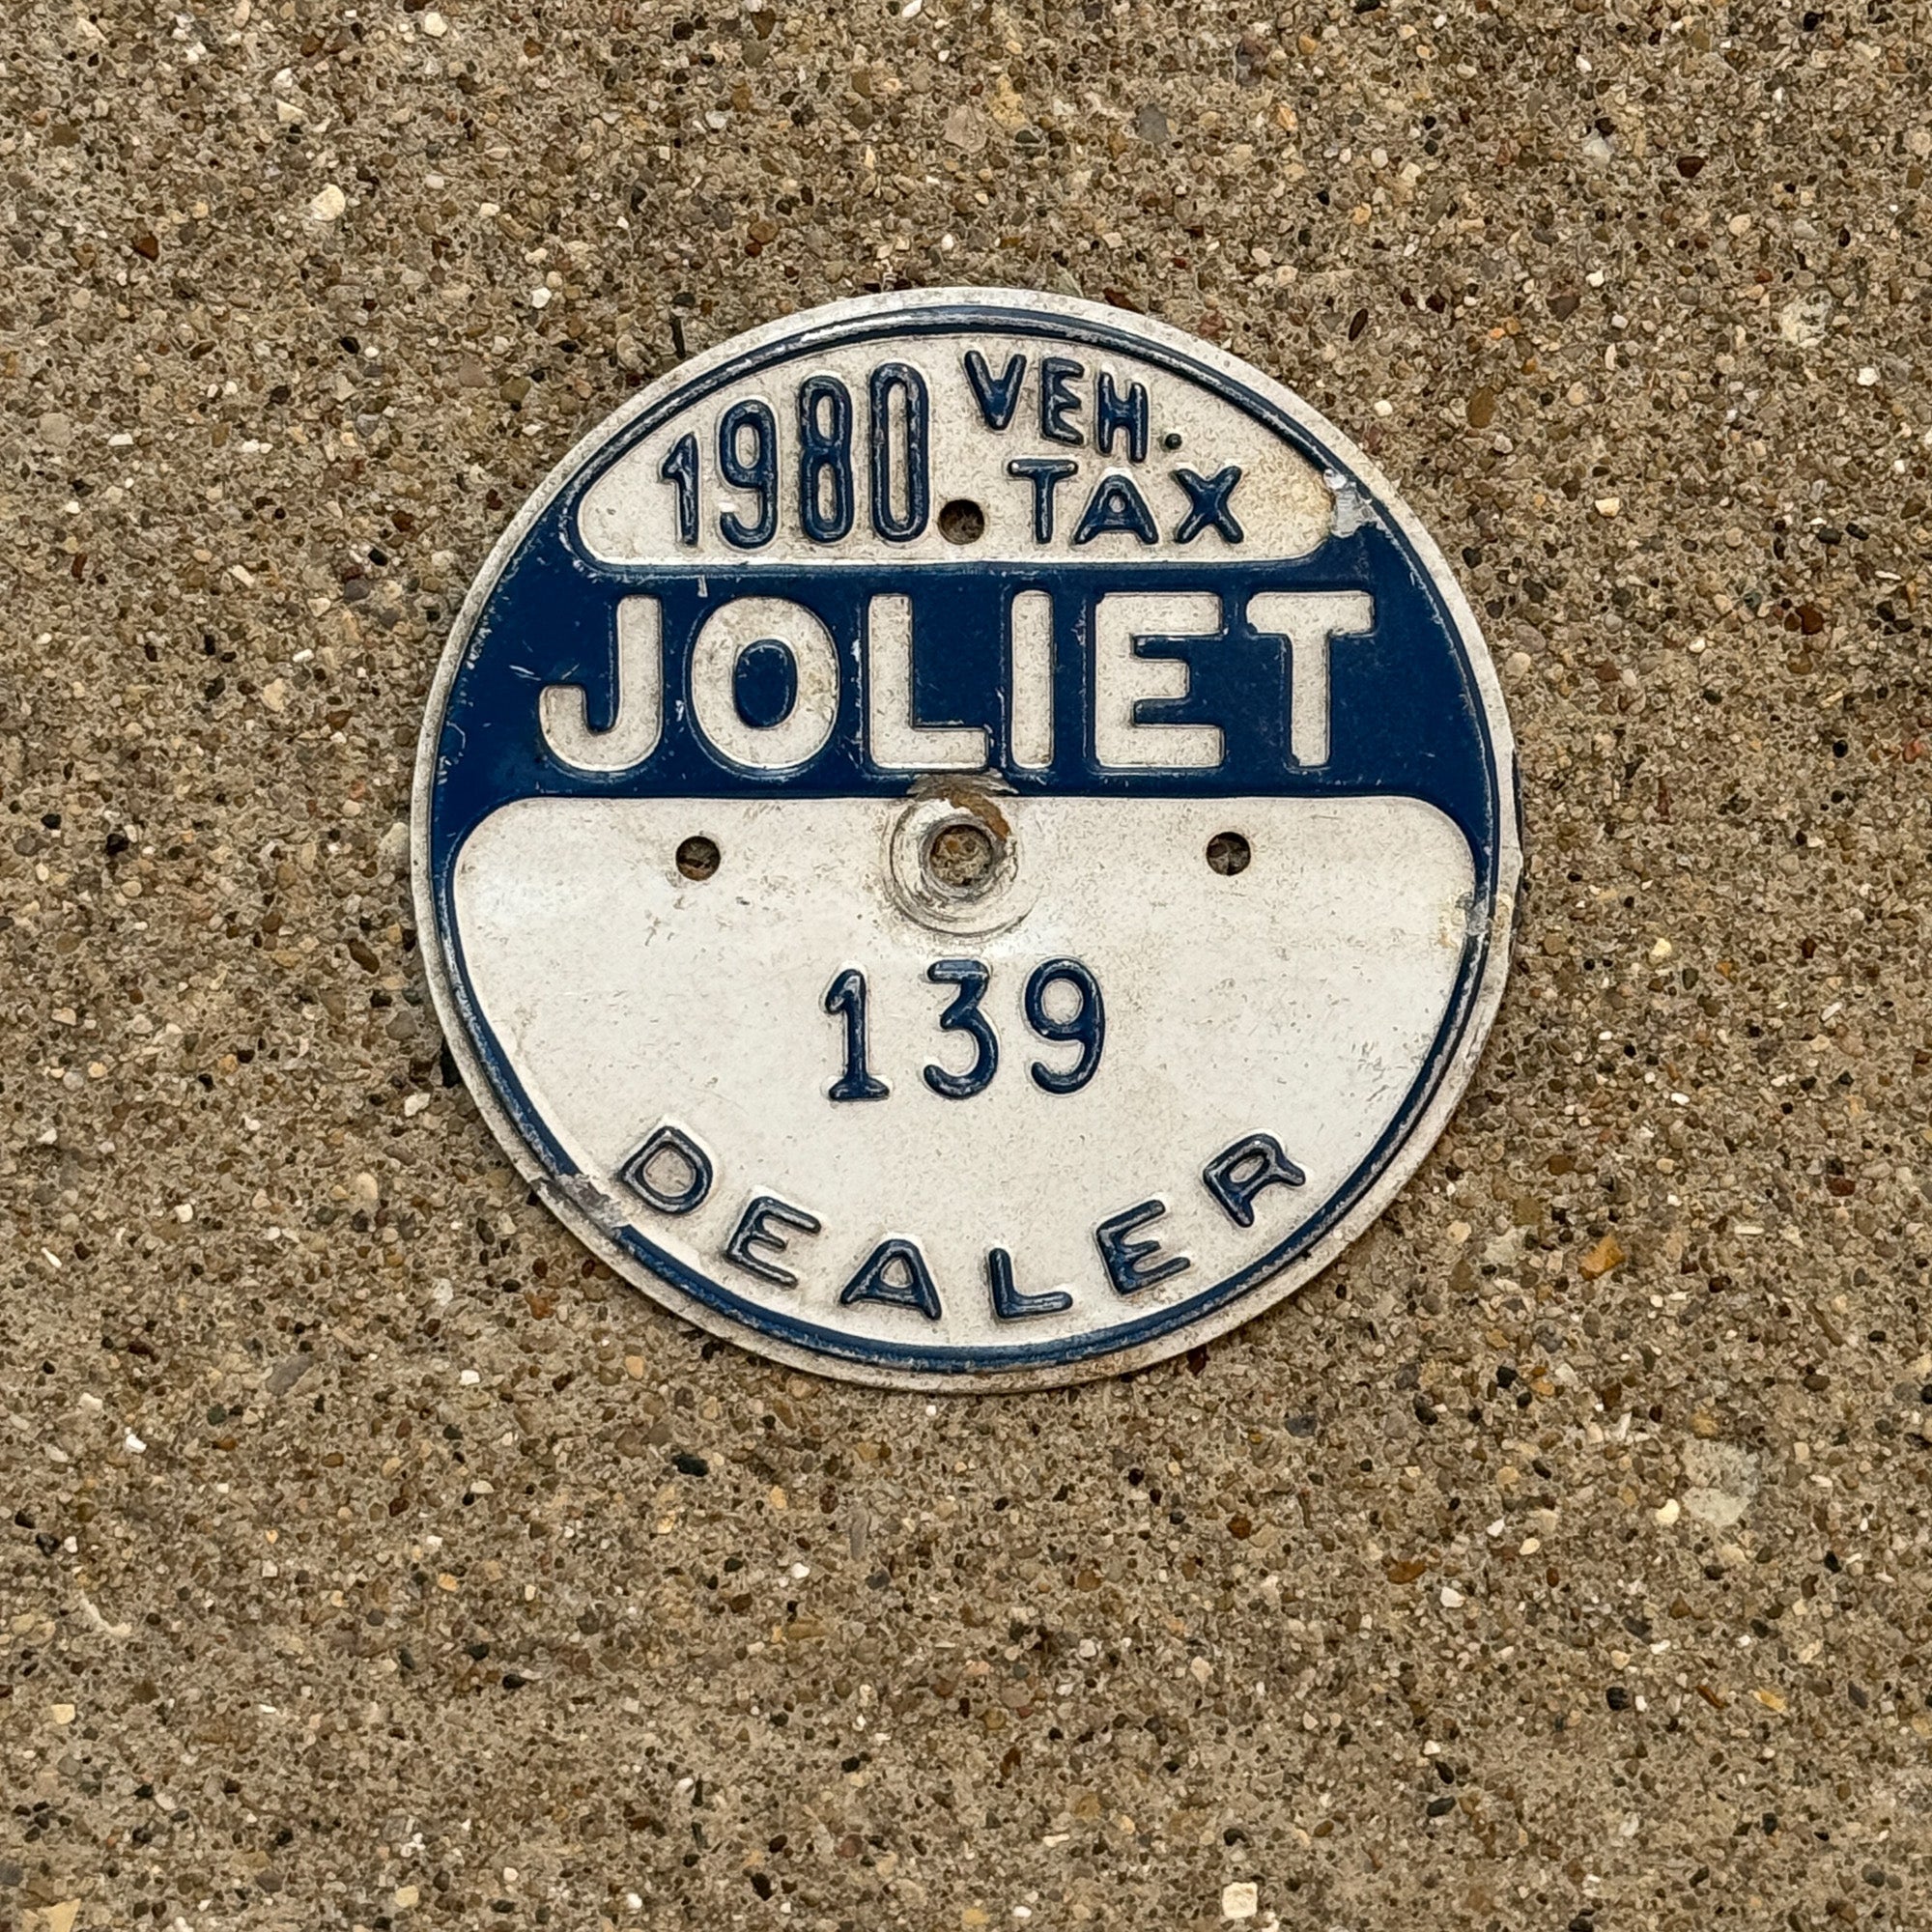 1980 VEH.
TAX
JOLIET
139
DEALER